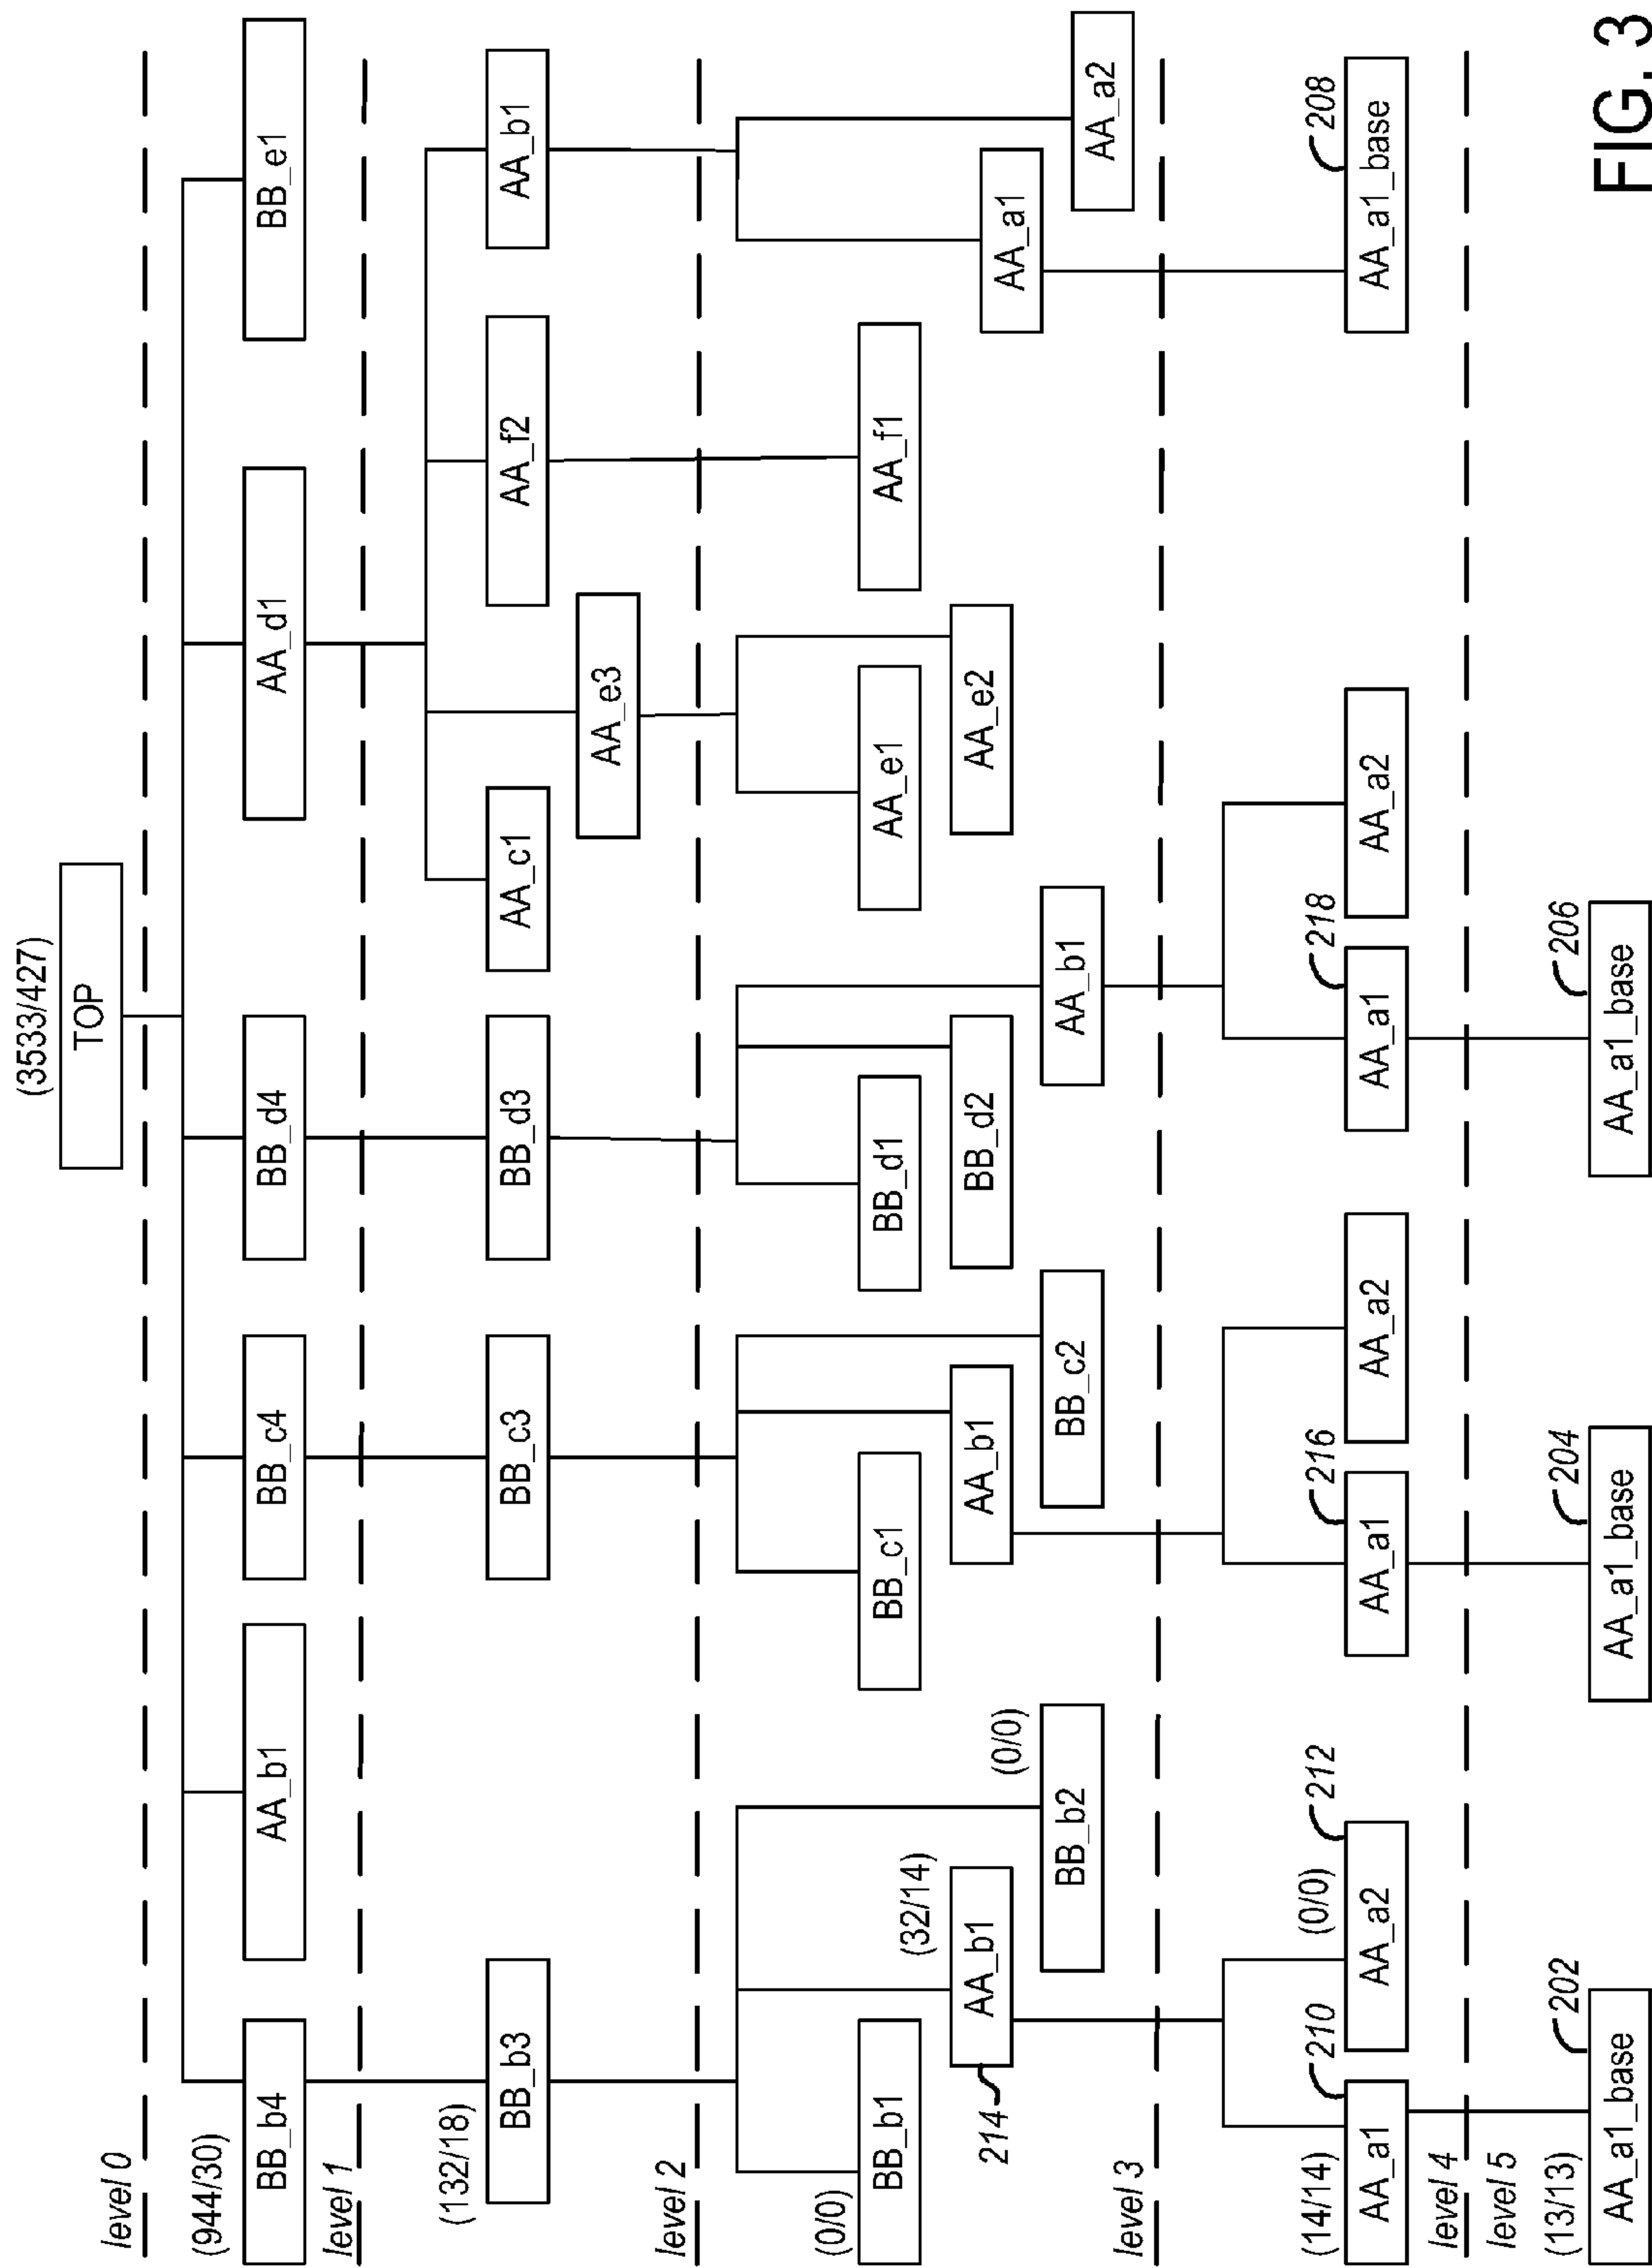 (3533/427)
TOP
level 0
(944/30)
BB_b4
AA_b1
BB_c4
BB_d4
AA_d1
BB_e1
level 1
(132/18)
BB_b3
BB_c3
BB_d3
AA_c1
AA_e3
AA_f2
AA_b1
level 2
(0/0)
BB_b1
(32/14)
AA_b1
214
(0/0)
BB_b2
BB_c1
AA_b1
BB_c2
BB_d1
BB_d2
AA_b1
AA_e1
AA_e2
AA_f1
AA_a1
AA_a2
level 3
(14/14)
210
AA_a1
(0/0)
212
AA_a2
216
AA_a1
AA_a2
218
AA_a1
AA_a2
208
AA_a1_base
level 4
level 5
(13/13)
202
AA_a1_base
204
AA_a1_base
206
AA_a1_base
FIG. 3